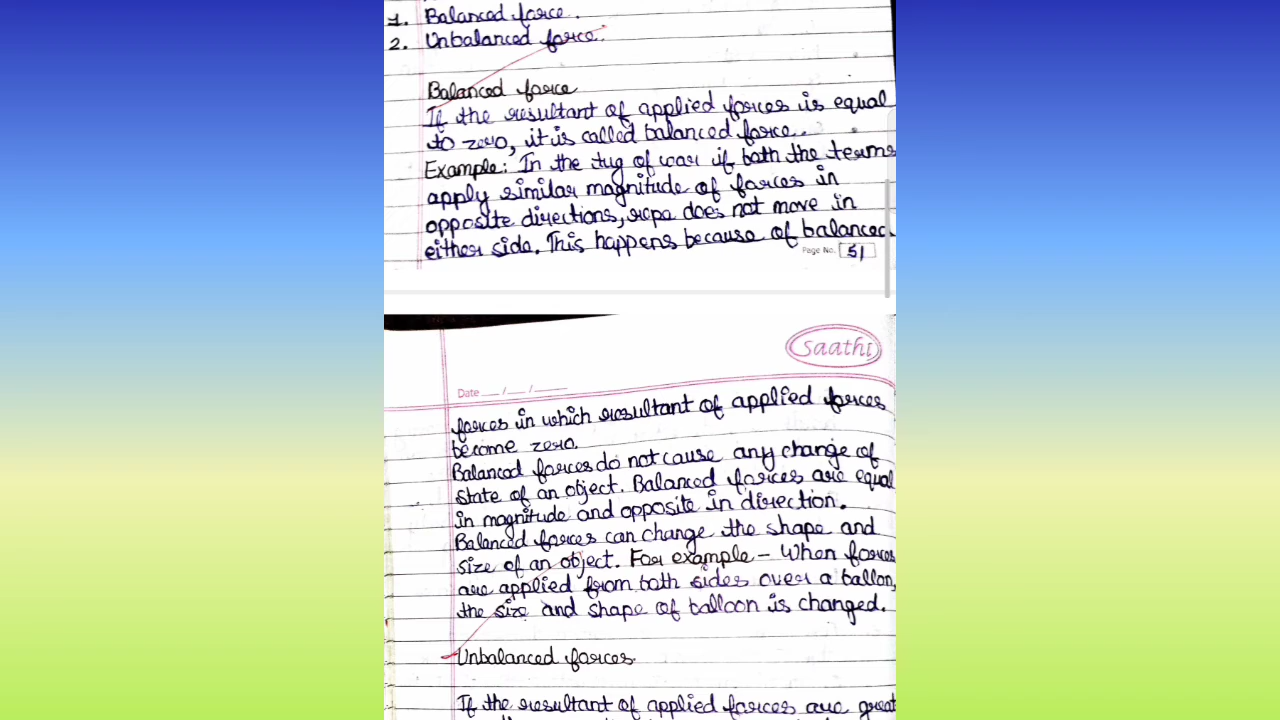 1. Balanced force.
2. Unbalanced force.
Balanced force
If the resultant of applied forces is equal
to zero, it is called balanced force.
Example: In the tug of war if both the teams
apply similar magnitude of forces in
opposite directions, rope does not move in
either side. This happens because of balanced
Page No. 51
Saathi
Date __/__/____
forces in which resultant of applied forces
become zero.
Balanced forces do not cause any change of
state of an object. Balanced forces are equal
in magnitude and opposite in direction.
Balanced forces can change the shape and
size of an object. For example - When forces
are applied from both sides over a ballon,
the size and shape of balloon is changed.
Unbalanced forces.
If the resultant of applied forces are great